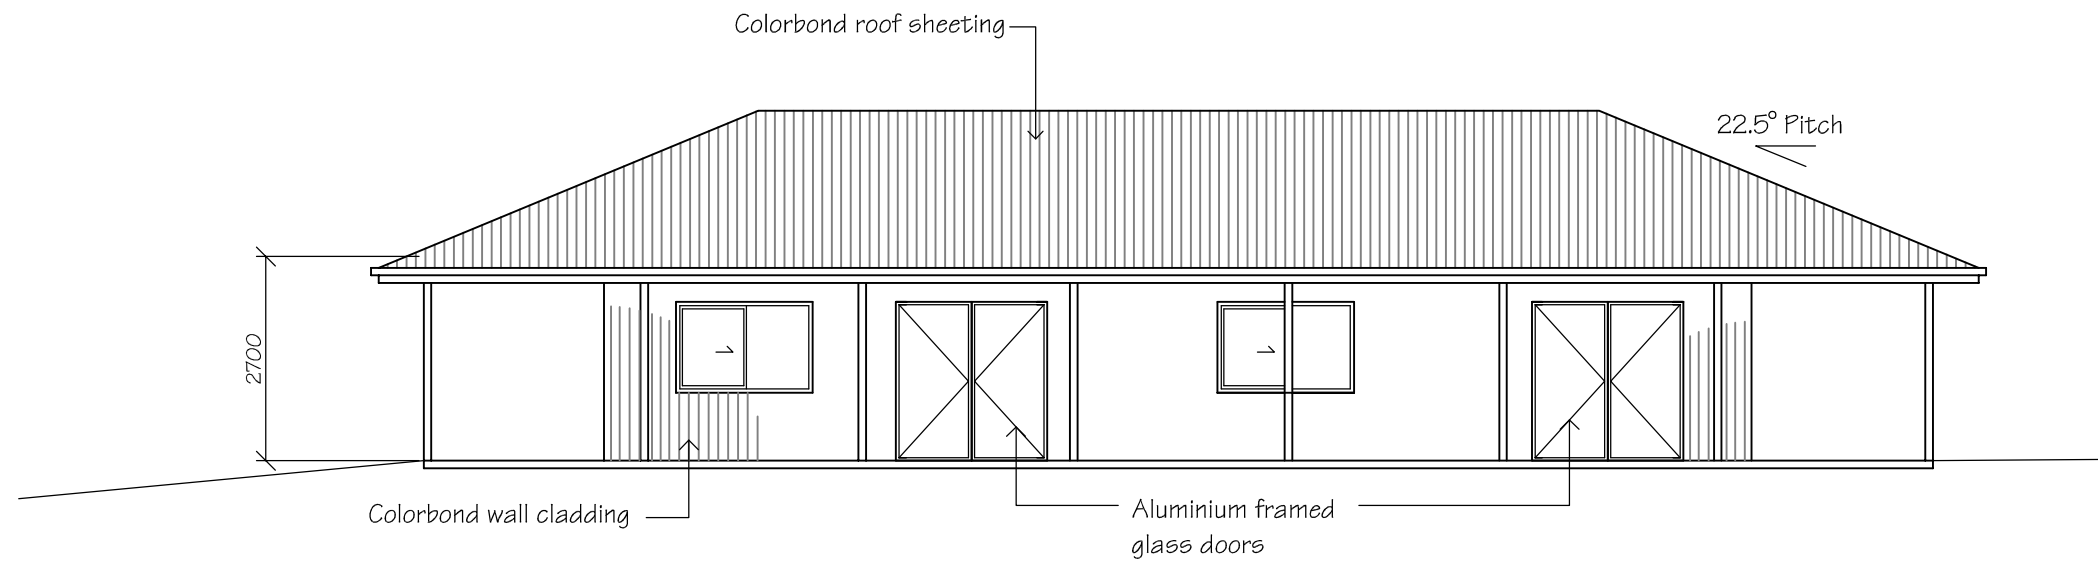 Colorbond roof sheeting
22.5° Pitch
2700
Colorbond wall cladding
Aluminium framed
glass doors